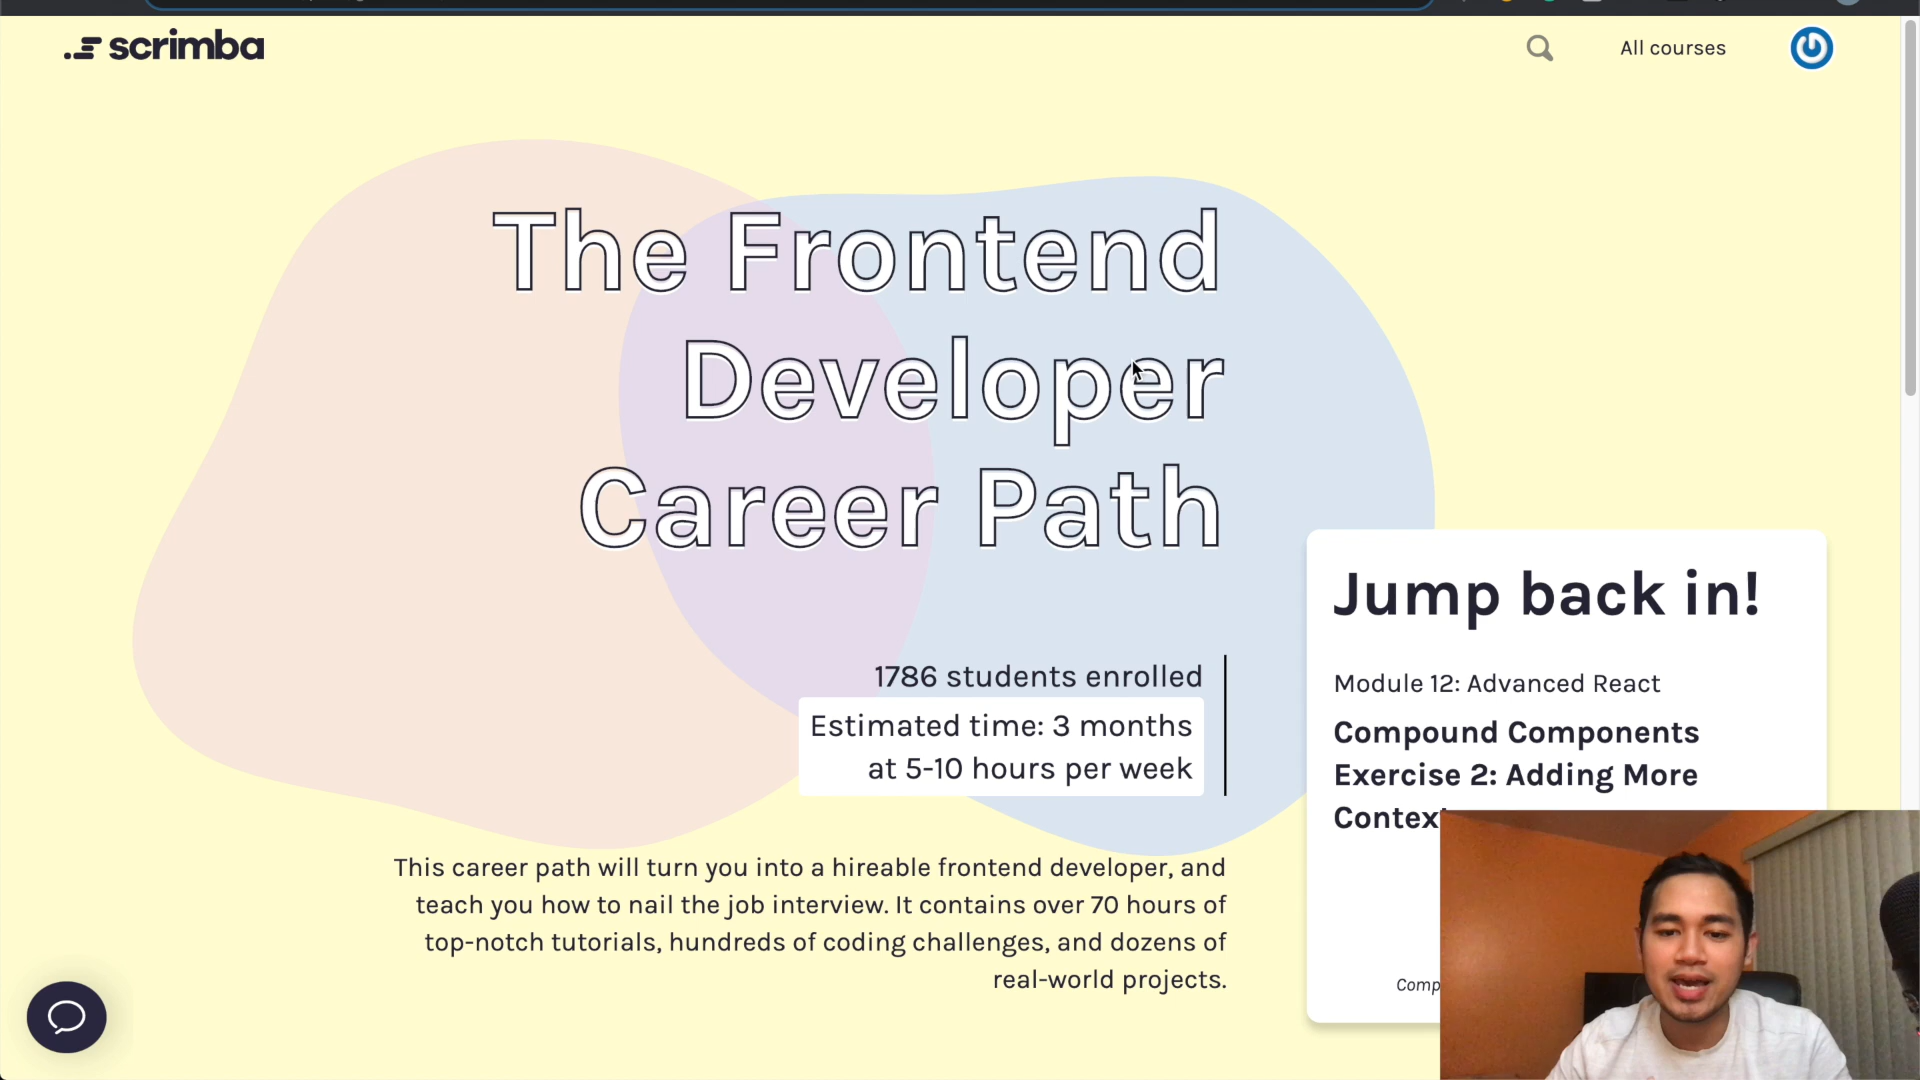 scrimba
All courses
The Frontend
Developer
Career Path
1786 students enrolled
Estimated time: 3 months
at 5-10 hours per week
This career path will turn you into a hireable frontend developer, and
teach you how to nail the job interview. It contains over 70 hours of
top-notch tutorials, hundreds of coding challenges, and dozens of
real-world projects.
Jump back in!
Module 12: Advanced React
Compound Components
Exercise 2: Adding More